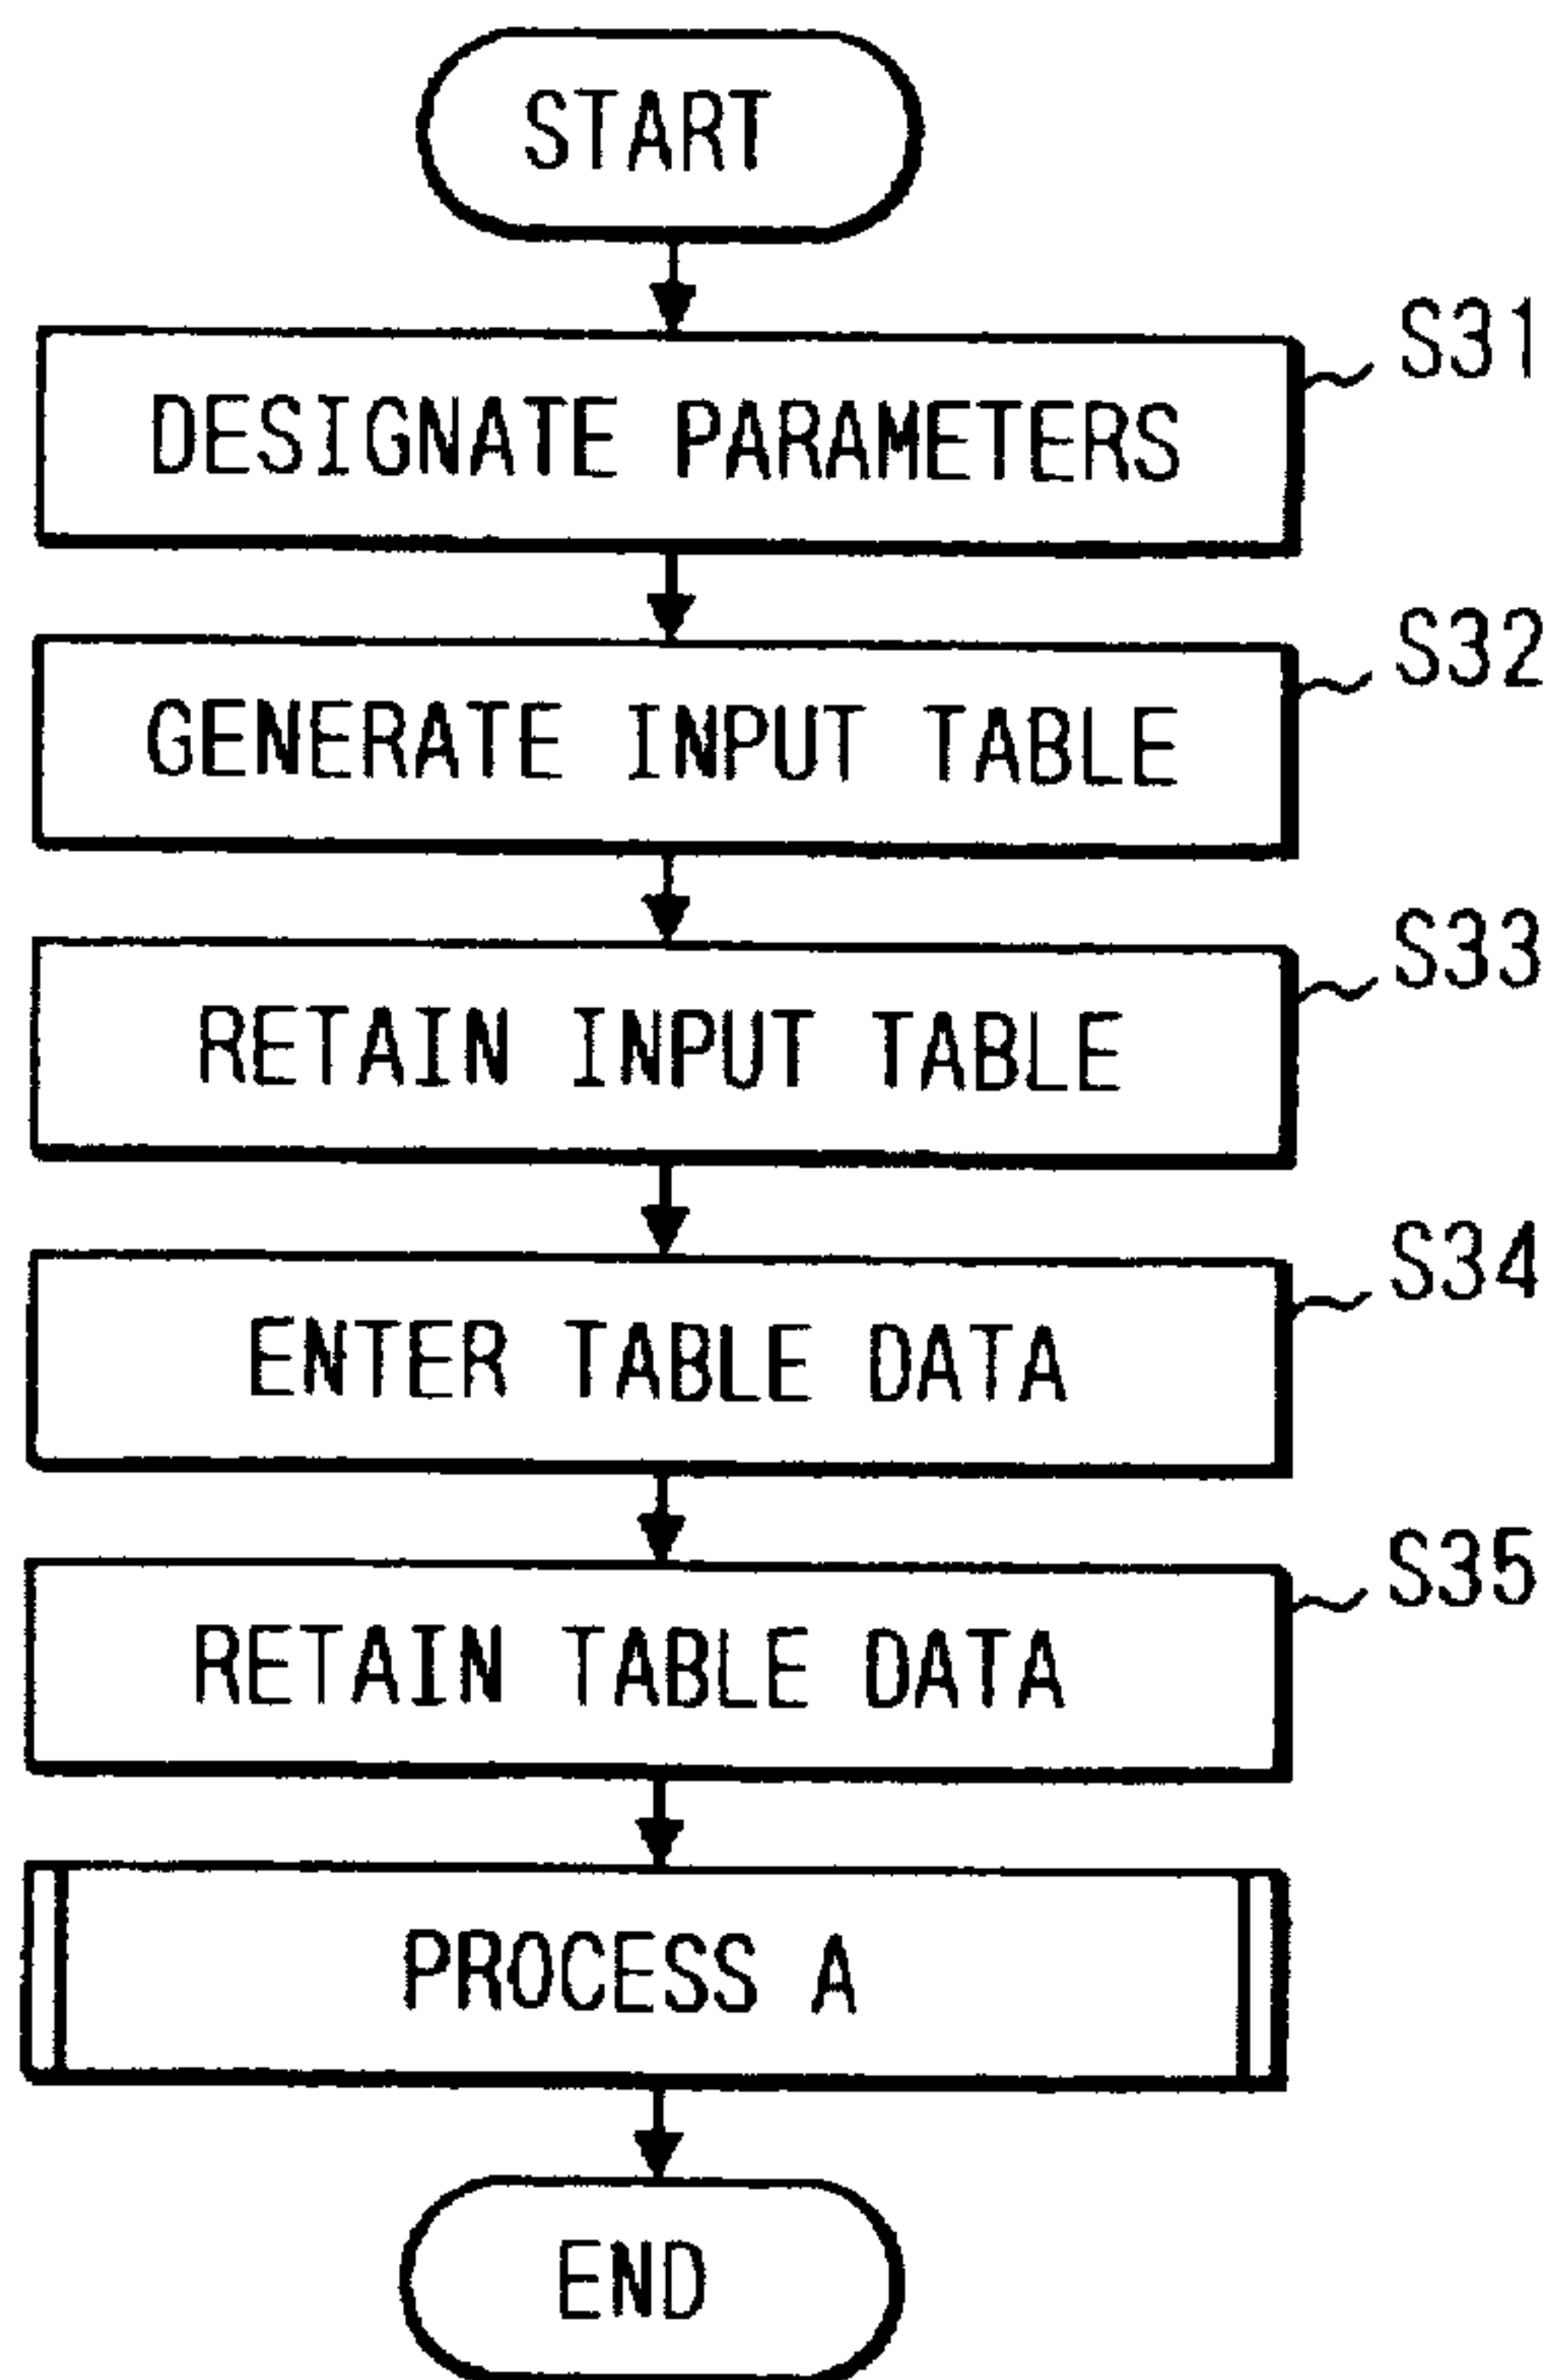 START
DESIGNATE PARAMETERS
S31
GENERATE INPUT TABLE
S32
RETAIN INPUT TABLE
S33
ENTER TABLE DATA
S34
RETAIN TABLE DATA
S35
PROCESS A
END